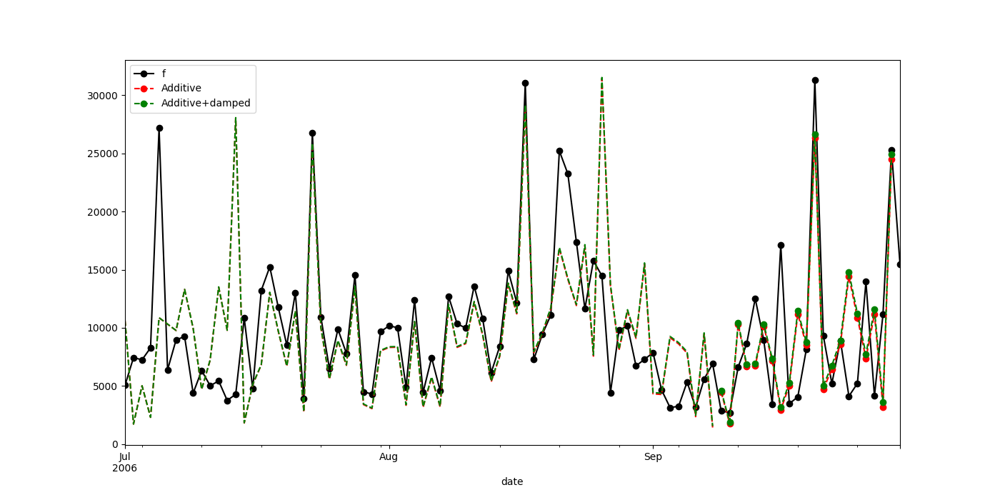 f
Additive
Additive+damped
30000
25000
20000
15000
10000
5000
0
Jul
2006
Aug
Sep
date